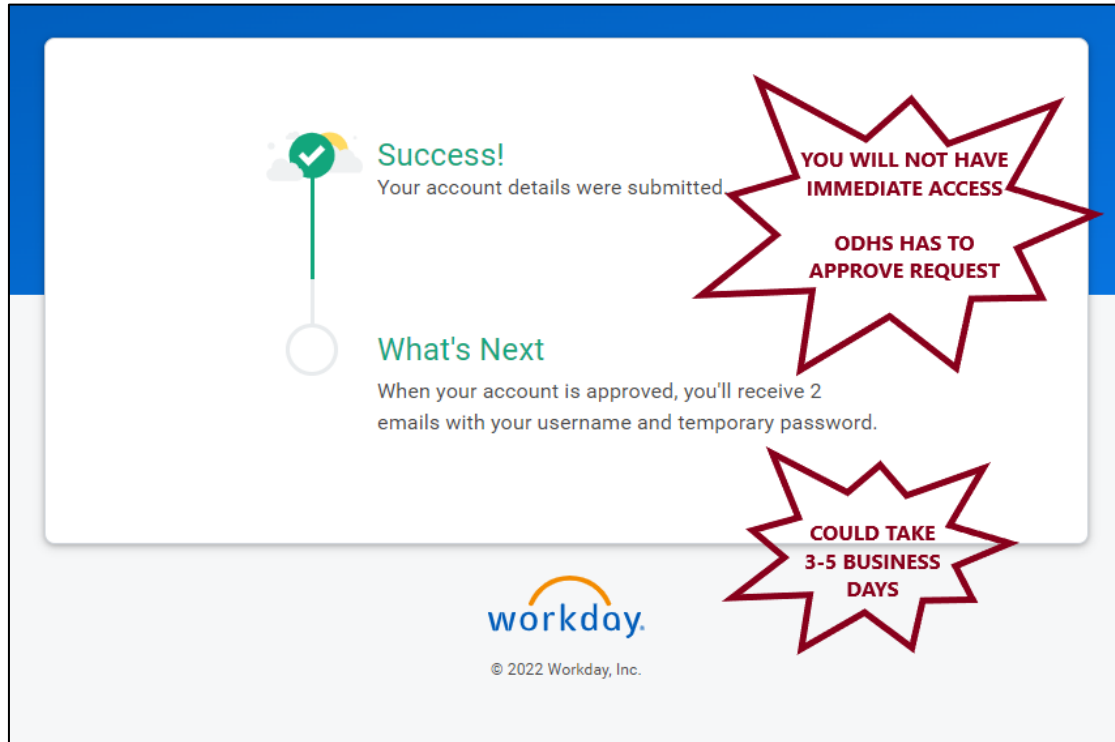 Success!
Your account details were submitted.
YOU WILL NOT HAVE
IMMEDIATE ACCESS
ODHS HAS TO
APPROVE REQUEST
What's Next
When your account is approved, you'll receive 2
emails with your username and temporary password.
COULD TAKE
3-5 BUSINESS
DAYS
workday.
© 2022 Workday, Inc.